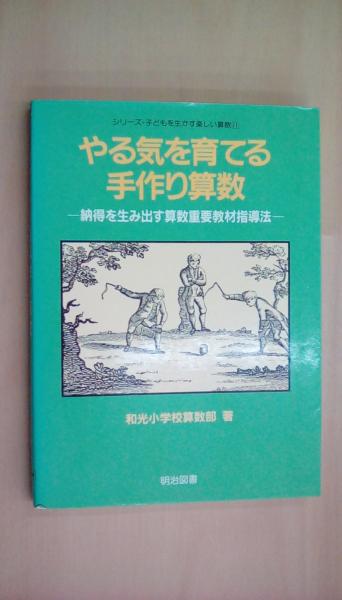 シリーズ・子どもを生かす楽しい算数⑪
やる気を育てる
手作り算数
―納得を生み出す算数重要教材指導法―
和光小学校算数部 著
明治図書